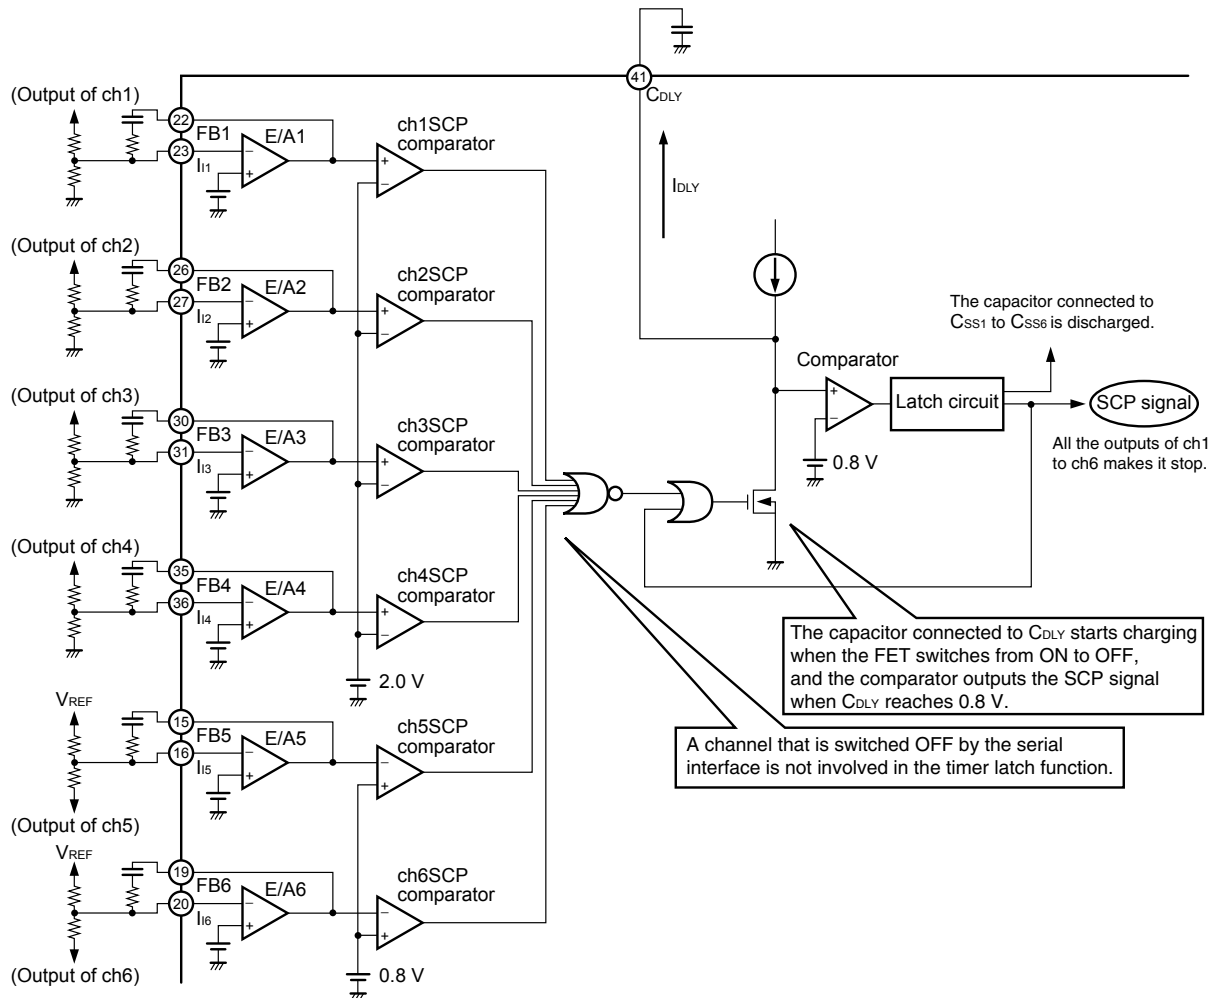 41
CDLY
IDLY
(Output of ch1)
22
FB1
E/A1
23
II1
ch1SCP
comparator
(Output of ch2)
26
FB2
E/A2
27
II2
ch2SCP
comparator
(Output of ch3)
30
FB3
E/A3
31
II3
ch3SCP
comparator
(Output of ch4)
35
FB4
E/A4
36
II4
ch4SCP
comparator
2.0 V
VREF
15
FB5
E/A5
16
II5
(Output of ch5)
ch5SCP
comparator
VREF
19
FB6
E/A6
20
II6
(Output of ch6)
ch6SCP
comparator
0.8 V
The capacitor connected to
CSS1 to CSS6 is discharged.
Comparator
Latch circuit
SCP signal
0.8 V
All the outputs of ch1
to ch6 makes it stop.
The capacitor connected to CDLY starts charging
when the FET switches from ON to OFF,
and the comparator outputs the SCP signal
when CDLY reaches 0.8 V.
A channel that is switched OFF by the serial
interface is not involved in the timer latch function.